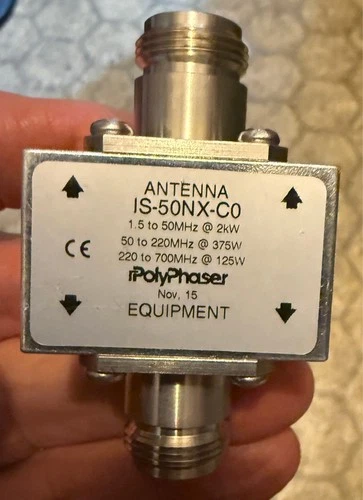 ANTENNA
IS-50NX-C0
1.5 to 50MHz @ 2kW
CE
50 to 220MHz @ 375W
220 to 700MHz @ 125W
PolyPhaser
Nov, 15
EQUIPMENT